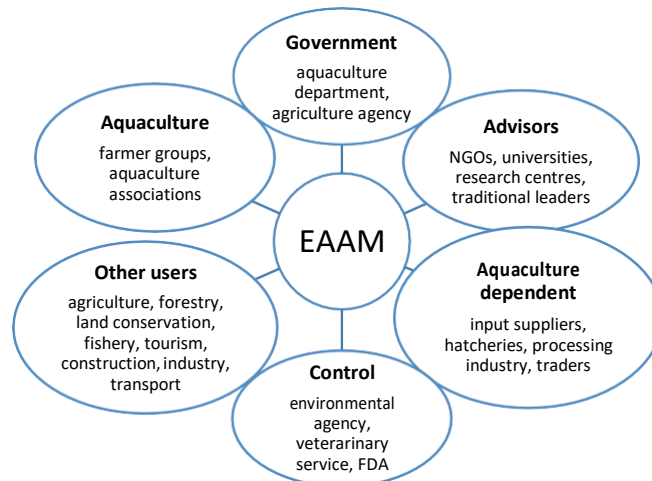 Government
aquaculture
department,
agriculture agency
Aquaculture
farmer groups,
aquaculture
associations
Advisors
NGOs, universities,
research centres,
traditional leaders
EAAM
Other users
agriculture, forestry,
land conservation,
fishery, tourism,
construction, industry,
transport
Aquaculture
dependent
input suppliers,
hatcheries, processing
industry, traders
Control
environmental
agency,
veterarinary
service, FDA